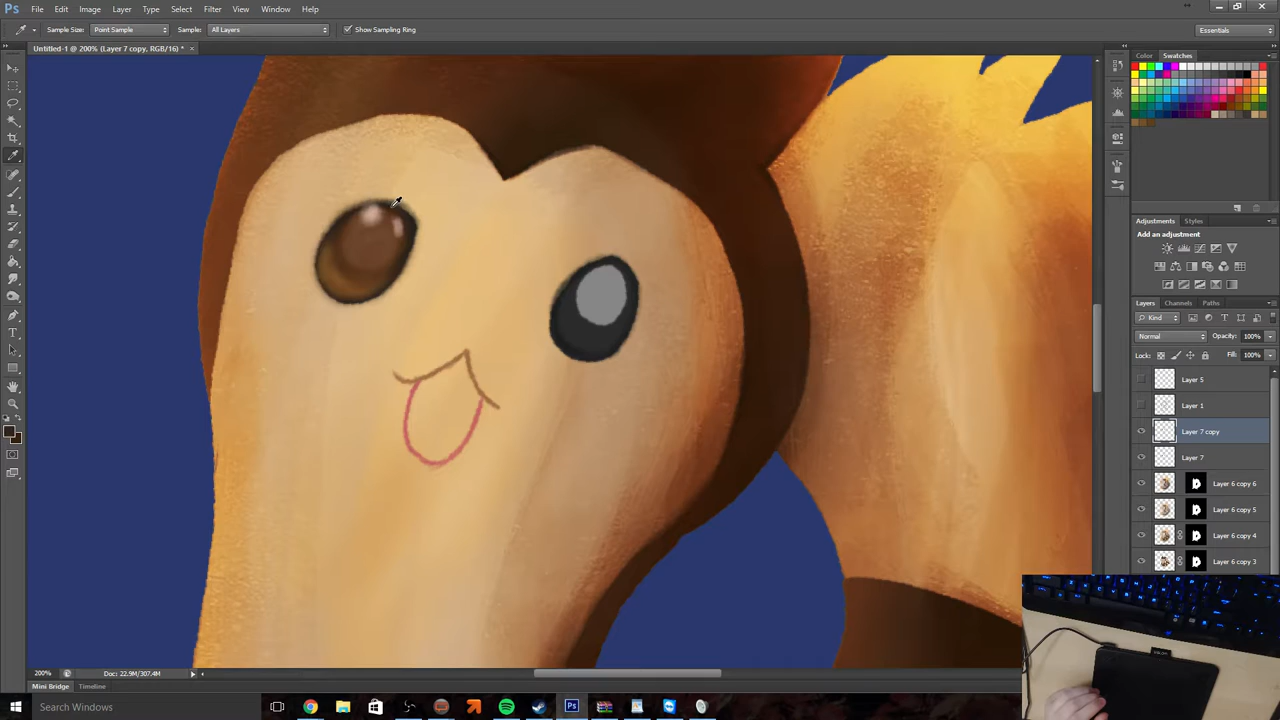 Ps File Edit Image Layer Type Select Filter View Window Help
Sample Size: Point Sample Sample: All Layers Show Sampling Ring Essentials
Untitled-1 @ 200% (Layer 7 copy, RGB/16) * ×
Color Swatches
Adjustments Styles
Add an adjustment
Layers Channels Paths
Kind
Normal Opacity: 100%
Lock: Fill: 100%
Layer 5
Layer 1
Layer 7 copy
Layer 7
Layer 6 copy 6
Layer 6 copy 5
Layer 6 copy 4
Layer 6 copy 3
200% Doc: 22.9M/307.4M
Mini Bridge Timeline
Search Windows Ps